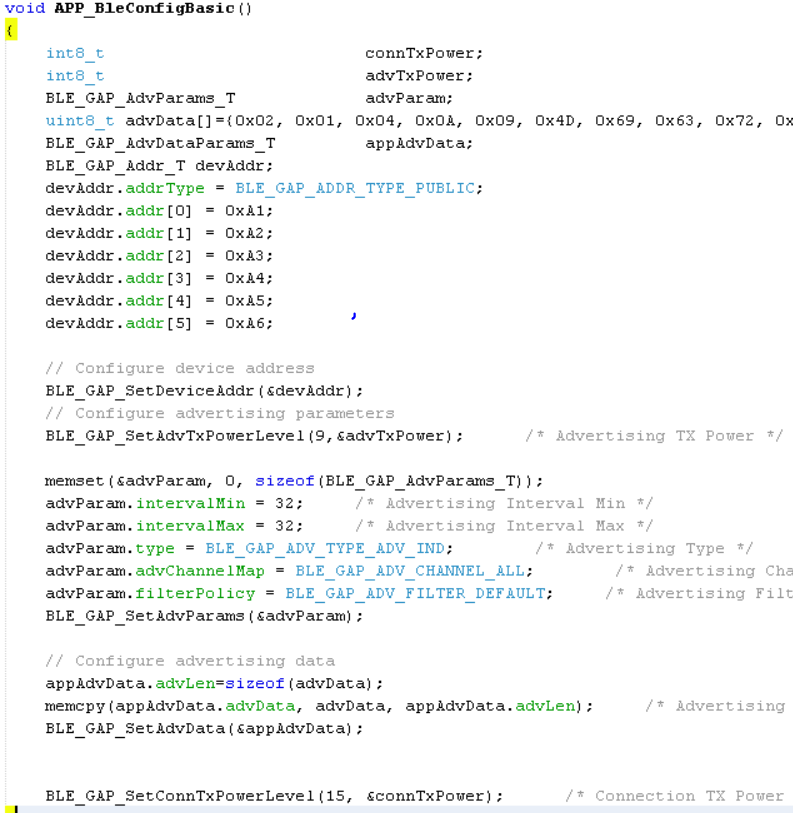 void APP_BleConfigBasic()
{
int8_t connTxPower;
int8_t advTxPower;
BLE_GAP_AdvParams_T advParam;
uint8_t advData[]={0x02, 0x01, 0x04, 0x0A, 0x09, 0x4D, 0x69, 0x63, 0x72, 0x
BLE_GAP_AdvDataParams_T appAdvData;
BLE_GAP_Addr_T devAddr;
devAddr.addrType = BLE_GAP_ADDR_TYPE_PUBLIC;
devAddr.addr[0] = 0xA1;
devAddr.addr[1] = 0xA2;
devAddr.addr[2] = 0xA3;
devAddr.addr[3] = 0xA4;
devAddr.addr[4] = 0xA5;
devAddr.addr[5] = 0xA6;
// Configure device address
BLE_GAP_SetDeviceAddr(&devAddr);
// Configure advertising parameters
BLE_GAP_SetAdvTxPowerLevel(9,&advTxPower); /* Advertising TX Power */
memset(&advParam, 0, sizeof(BLE_GAP_AdvParams_T));
advParam.intervalMin = 32; /* Advertising Interval Min */
advParam.intervalMax = 32; /* Advertising Interval Max */
advParam.type = BLE_GAP_ADV_TYPE_ADV_IND; /* Advertising Type */
advParam.advChannelMap = BLE_GAP_ADV_CHANNEL_ALL; /* Advertising Cha
advParam.filterPolicy = BLE_GAP_ADV_FILTER_DEFAULT; /* Advertising Filt
BLE_GAP_SetAdvParams(&advParam);
// Configure advertising data
appAdvData.advLen=sizeof(advData);
memcpy(appAdvData.advData, advData, appAdvData.advLen); /* Advertising
BLE_GAP_SetAdvData(&appAdvData);
BLE_GAP_SetConnTxPowerLevel(15, &connTxPower); /* Connection TX Power